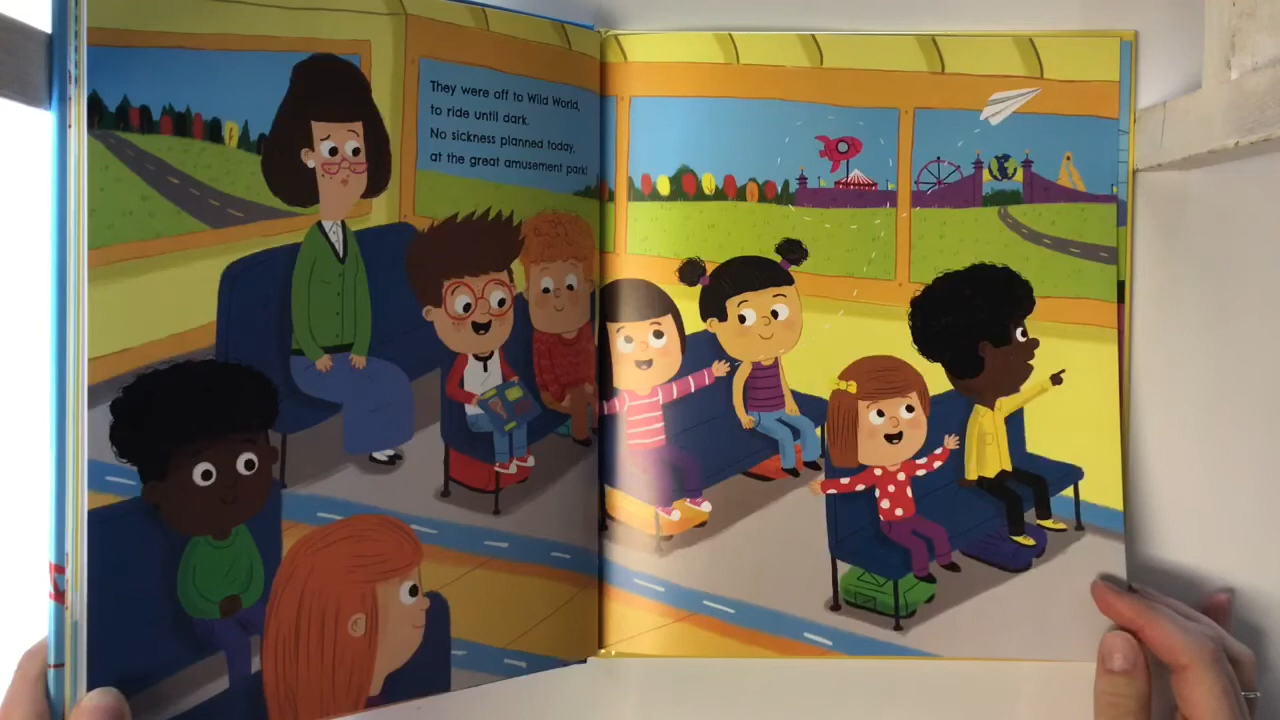 They were off to Wild World,
to ride until dark.
No sickness planned today,
at the great amusement park!